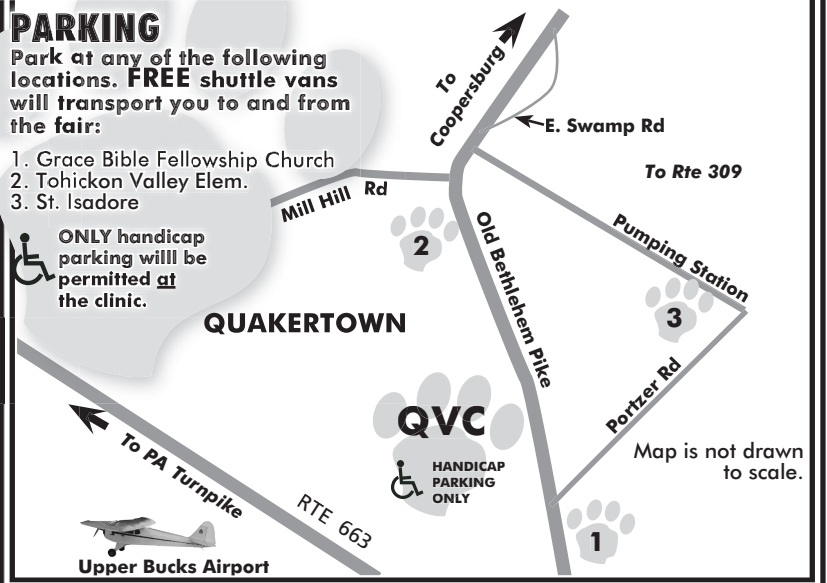 PARKING
Park at any of the following
locations. FREE shuttle vans
will transport you to and from
the fair:
1. Grace Bible Fellowship Church
2. Tohickon Valley Elem.
3. St. Isadore
ONLY handicap
parking willl be
permitted at
the clinic.
To
Coopersburg
E. Swamp Rd
To Rte 309
Mill Hill Rd
2
Old Bethlehem Pike
Pumping Station
3
QUAKERTOWN
Portzer Rd
QVC
HANDICAP
PARKING
ONLY
Map is not drawn
to scale.
To PA Turnpike
RTE 663
1
Upper Bucks Airport